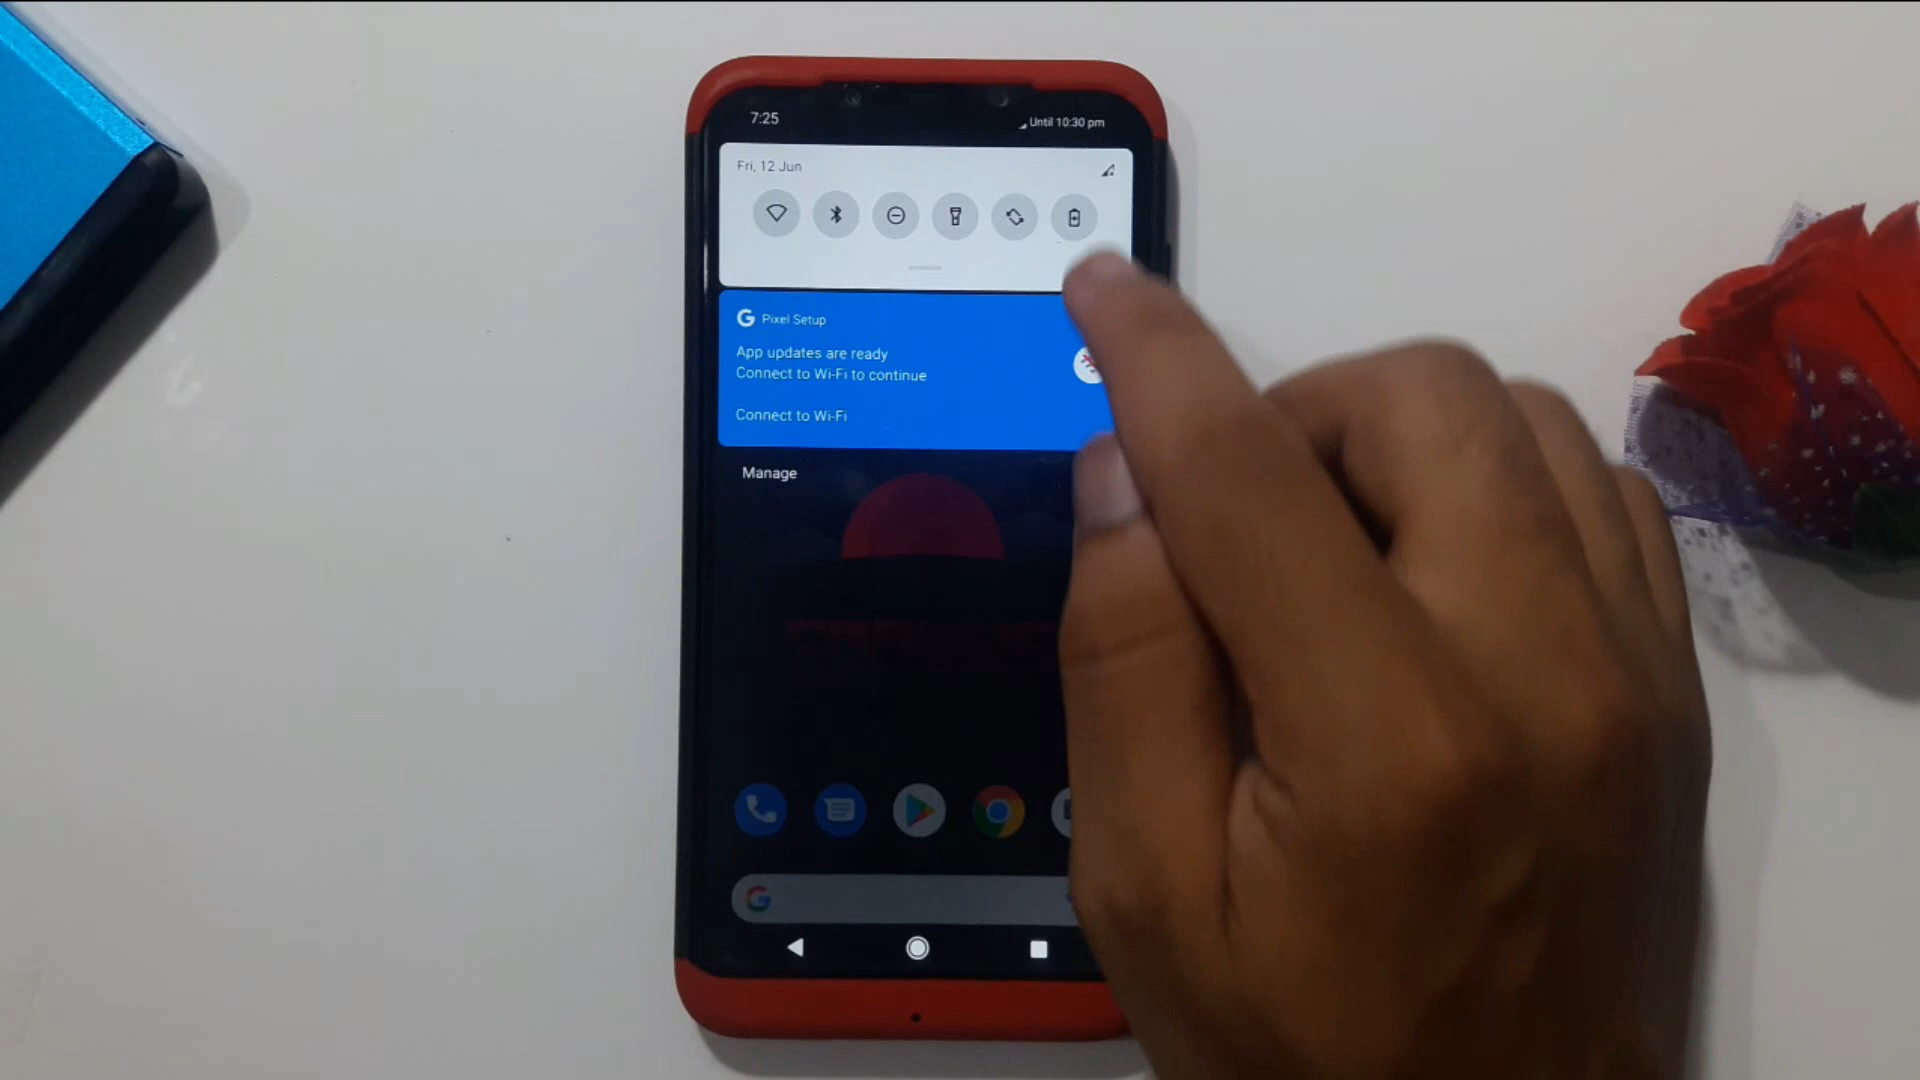 7:25
Until 10:30 pm
Fri, 12 Jun
Pixel Setup
App updates are ready
Connect to Wi-Fi to continue
Connect to Wi-Fi
Manage